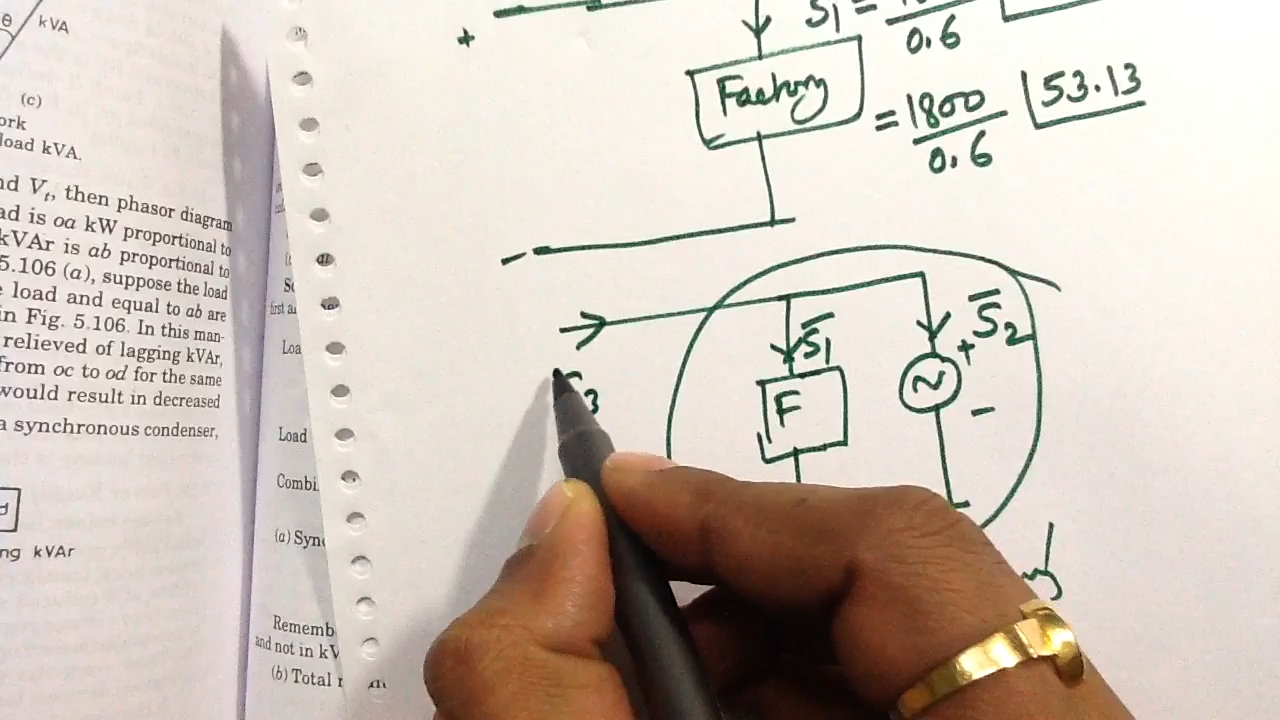 θ kVA
(c)
ork
load kVA.
nd Vt, then phasor diagram
ad is oa kW proportional to
kVAr is ab proportional to
5.106 (a), suppose the load
e load and equal to ab are
in Fig. 5.106. In this man-
relieved of lagging kVAr,
from oc to od for the same
would result in decreased
a synchronous condenser,
d
ng kVAr
first a
Loa
Load
Combi
(a) Syn
Rememb
and not in kV
(b) Total
+
S1 =
0.6
Factory
= 1800 / 0.6 53.13
-
S1
S2
F
+
~
-
3